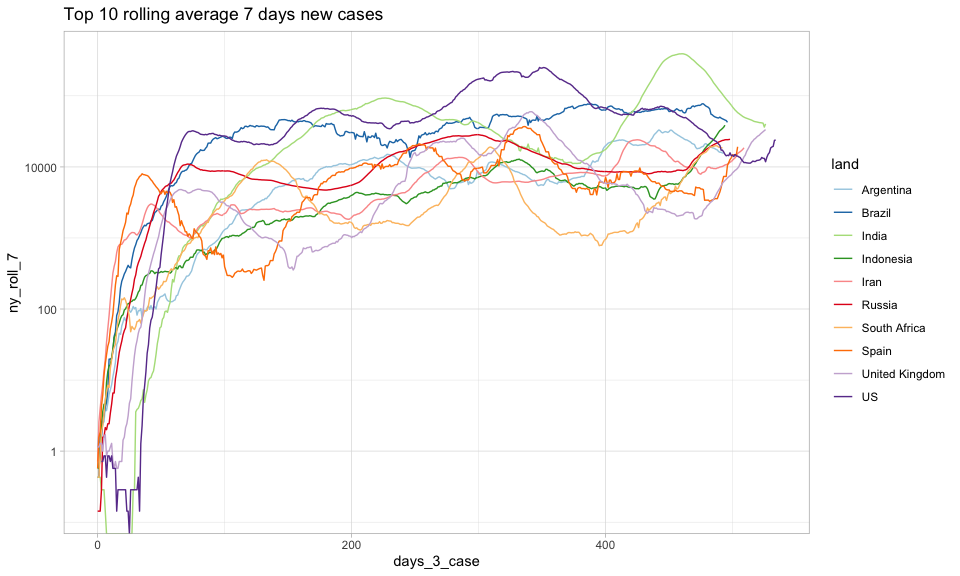 Top 10 rolling average 7 days new cases
ny_roll_7
10000
100
1
0
200
400
days_3_case
land
Argentina
Brazil
India
Indonesia
Iran
Russia
South Africa
Spain
United Kingdom
US